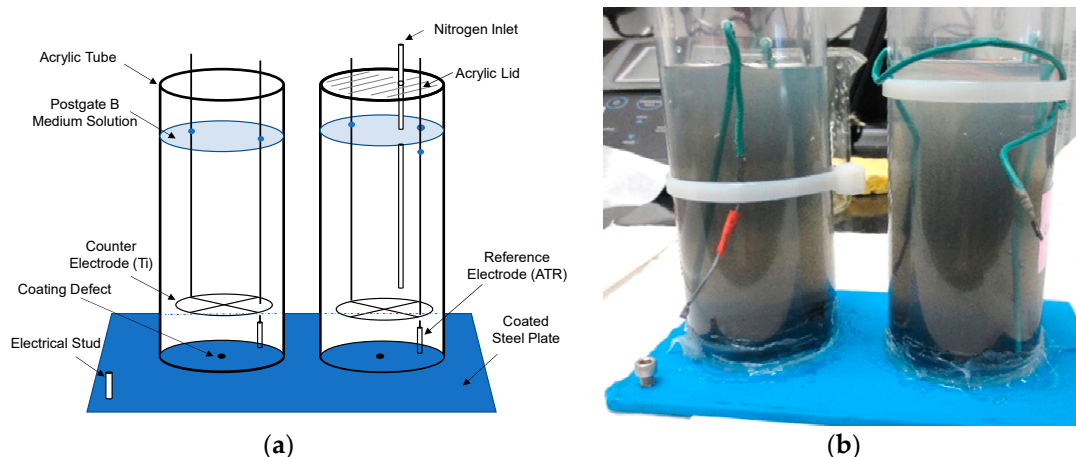 Nitrogen Inlet
Acrylic Tube
Acrylic Lid
Postgate B
Medium Solution
Counter
Electrode (Ti)
Reference
Electrode (ATR)
Coating Defect
Coated
Steel Plate
Electrical Stud
(a)
(b)